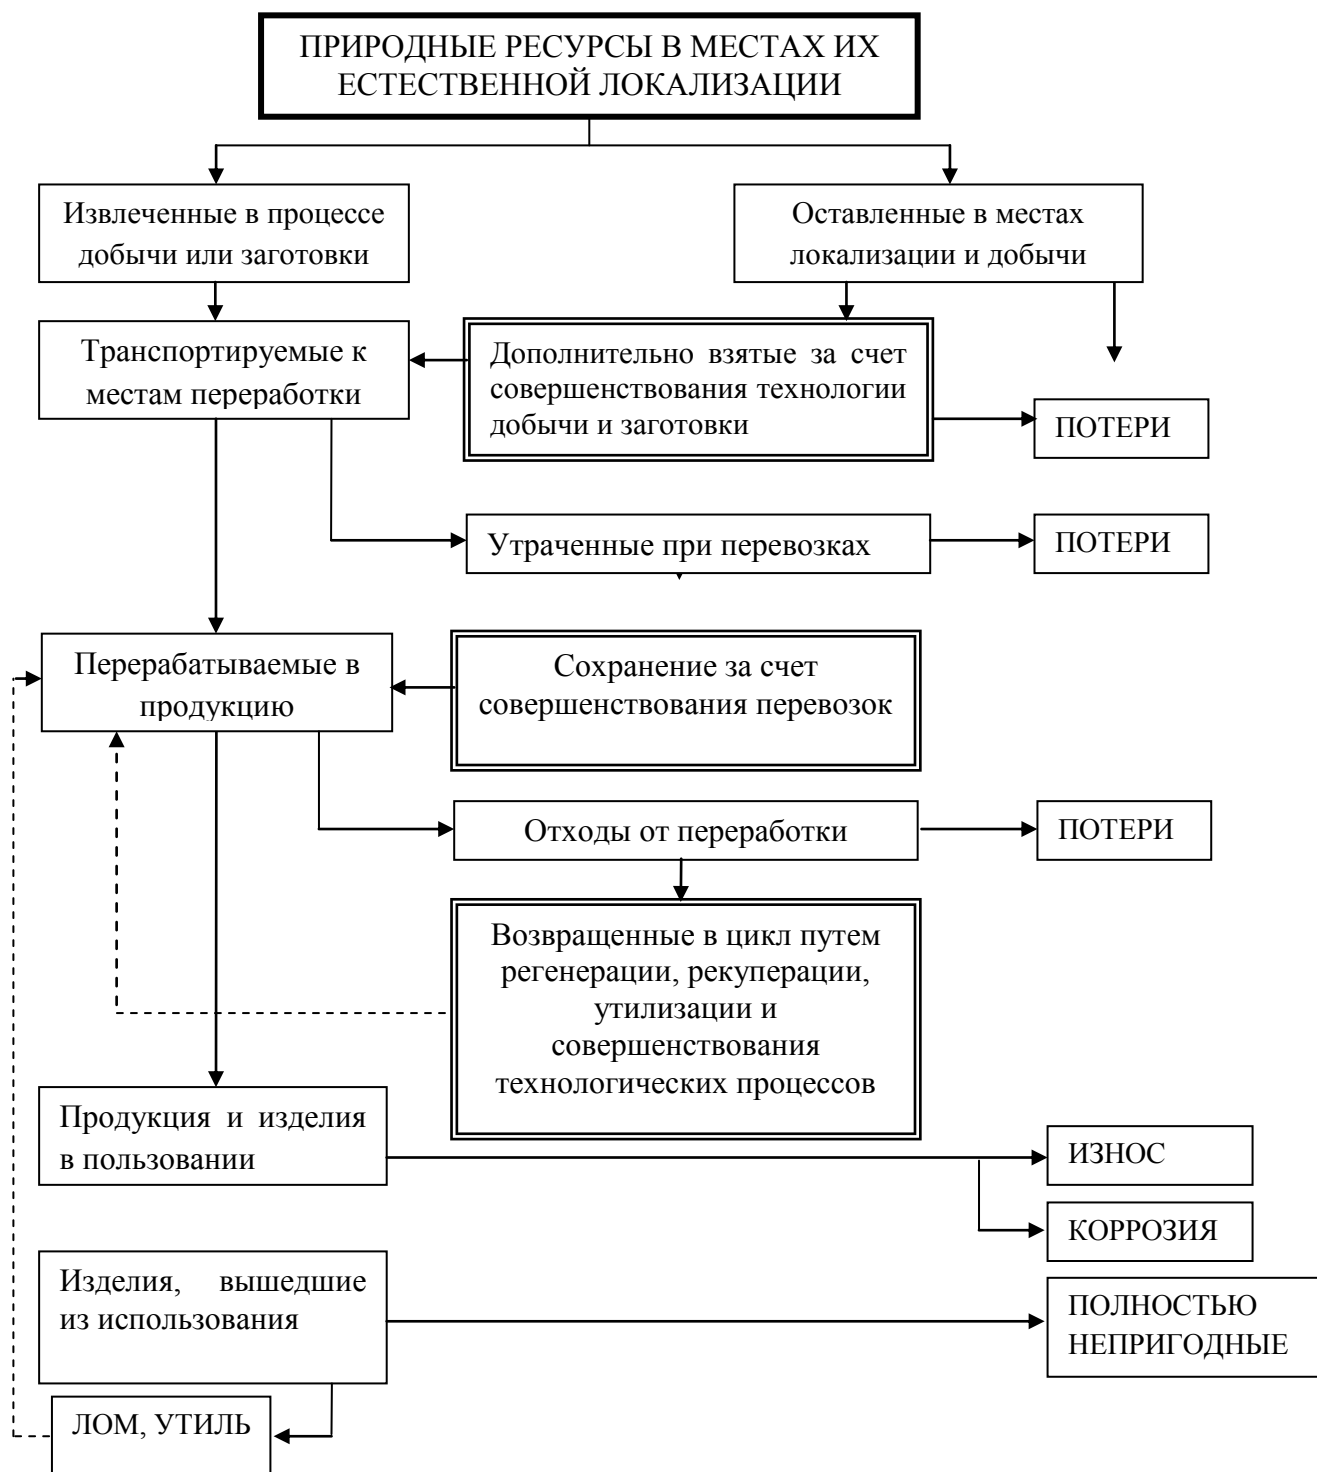 ПРИРОДНЫЕ РЕСУРСЫ В МЕСТАХ ИХ
ЕСТЕСТВЕННОЙ ЛОКАЛИЗАЦИИ
Извлеченные в процессе
добычи или заготовки
Оставленные в местах
локализации и добычи
Транспортируемые к
местам переработки
Дополнительно взятые за счет
совершенствования технологии
добычи и заготовки
ПОТЕРИ
Утраченные при перевозках
ПОТЕРИ
Перерабатываемые в
продукцию
Сохранение за счет
совершенствования перевозок
Отходы от переработки
ПОТЕРИ
Возвращенные в цикл путем
регенерации, рекуперации,
утилизации и
совершенствования
технологических процессов
Продукция и изделия
в пользовании
ИЗНОС
КОРРОЗИЯ
Изделия, вышедшие
из использования
ПОЛНОСТЬЮ
НЕПРИГОДНЫЕ
ЛОМ, УТИЛЬ